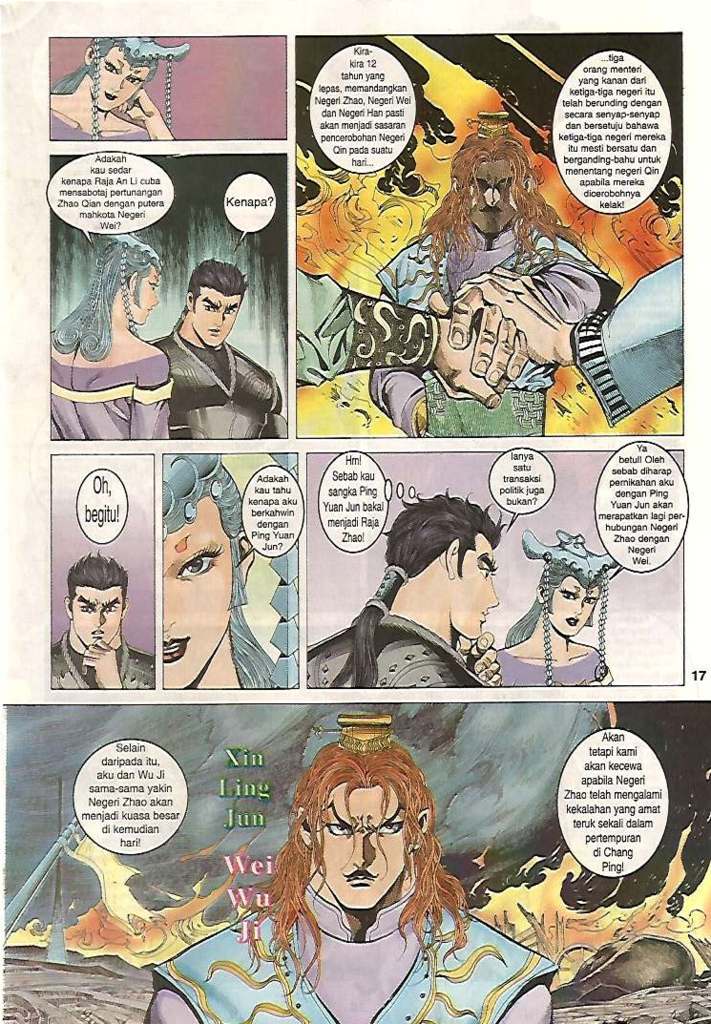 Adakah
kau sedar
kenapa Raja An Li cuba
mensabotaj pertunangan
Zhao Qian dengan putera
mahkota Negeri
Wei?
Kenapa?
Kira-
kira 12
tahun yang
lepas, memandangkan
Negeri Zhao, Negeri Wei
dan Negeri Han pasti
akan menjadi sasaran
pencerobohan Negeri
Qin pada suatu
hari...
...tiga
orang menteri
yang kanan dari
ketiga-tiga negeri itu
telah berunding dengan
secara senyap-senyap
dan bersetuju bahawa
ketiga-tiga negeri mereka
itu mesti bersatu dan
berganding-bahu untuk
menentang negeri Qin
apabila mereka
dicerobohnya
kelak!
Oh,
begitu!
Adakah
kau tahu
kenapa aku
berkahwin
dengan
Ping Yuan
Jun?
Hm!
Sebab kau
sangka Ping
Yuan Jun bakal
menjadi Raja
Zhao!
Ianya
satu
transaksi
politik juga
bukan?
Ya
betul! Oleh
sebab diharap
pernikahan aku
dengan Ping
Yuan Jun akan
merapatkan lagi per-
hubungan Negeri
Zhao dengan
Negeri
Wei.
17
Selain
daripada itu,
aku dan Wu Ji
sama-sama yakin
Negeri Zhao akan
menjadi kuasa besar
di kemudian
hari!
Xin
Ling
Jun
Wei
Wu
Ji
Akan
tetapi kami
akan kecewa
apabila Negeri
Zhao telah mengalami
kekalahan yang amat
teruk sekali dalam
pertempuran
di Chang
Ping!